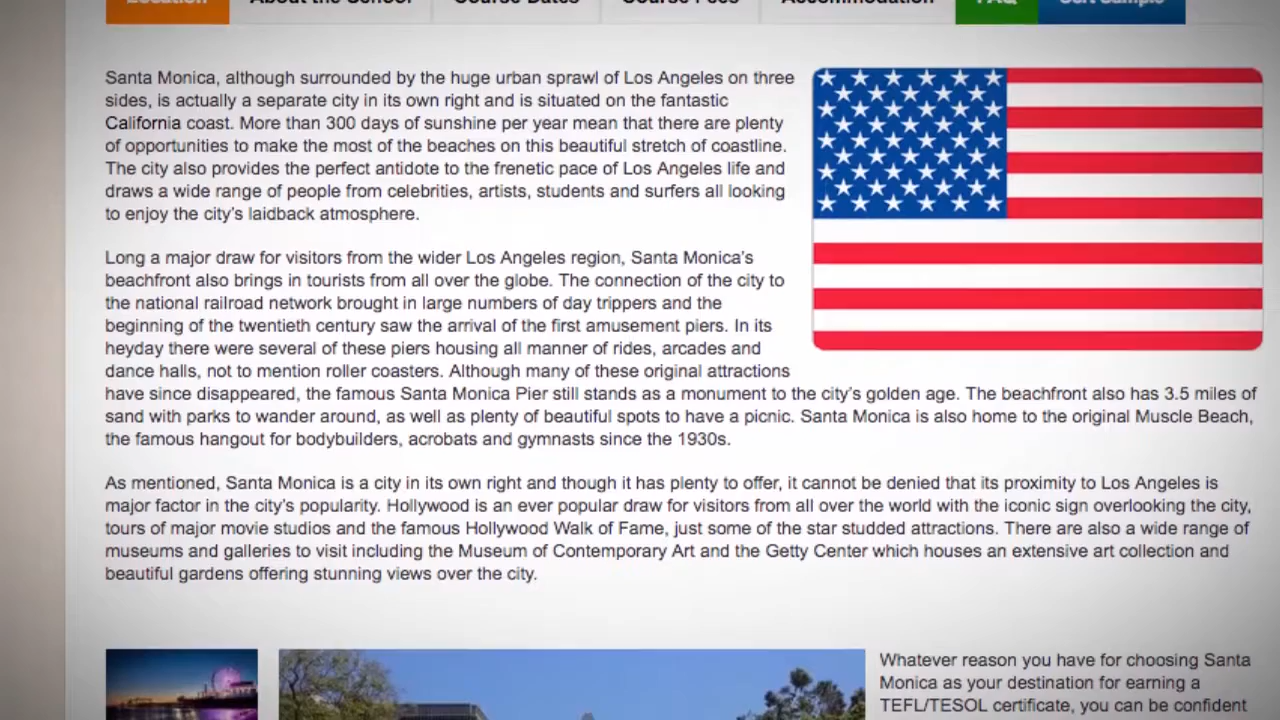 Location About the School Course Dates Course Fees Accommodation FAQ Cert Sample
Santa Monica, although surrounded by the huge urban sprawl of Los Angeles on three
sides, is actually a separate city in its own right and is situated on the fantastic
California coast. More than 300 days of sunshine per year mean that there are plenty
of opportunities to make the most of the beaches on this beautiful stretch of coastline.
The city also provides the perfect antidote to the frenetic pace of Los Angeles life and
draws a wide range of people from celebrities, artists, students and surfers all looking
to enjoy the city's laidback atmosphere.
Long a major draw for visitors from the wider Los Angeles region, Santa Monica's
beachfront also brings in tourists from all over the globe. The connection of the city to
the national railroad network brought in large numbers of day trippers and the
beginning of the twentieth century saw the arrival of the first amusement piers. In its
heyday there were several of these piers housing all manner of rides, arcades and
dance halls, not to mention roller coasters. Although many of these original attractions
have since disappeared, the famous Santa Monica Pier still stands as a monument to the city's golden age. The beachfront also has 3.5 miles of
sand with parks to wander around, as well as plenty of beautiful spots to have a picnic. Santa Monica is also home to the original Muscle Beach,
the famous hangout for bodybuilders, acrobats and gymnasts since the 1930s.
As mentioned, Santa Monica is a city in its own right and though it has plenty to offer, it cannot be denied that its proximity to Los Angeles is
major factor in the city's popularity. Hollywood is an ever popular draw for visitors from all over the world with the iconic sign overlooking the city,
tours of major movie studios and the famous Hollywood Walk of Fame, just some of the star studded attractions. There are also a wide range of
museums and galleries to visit including the Museum of Contemporary Art and the Getty Center which houses an extensive art collection and
beautiful gardens offering stunning views over the city.
Whatever reason you have for choosing Santa
Monica as your destination for earning a
TEFL/TESOL certificate, you can be confident